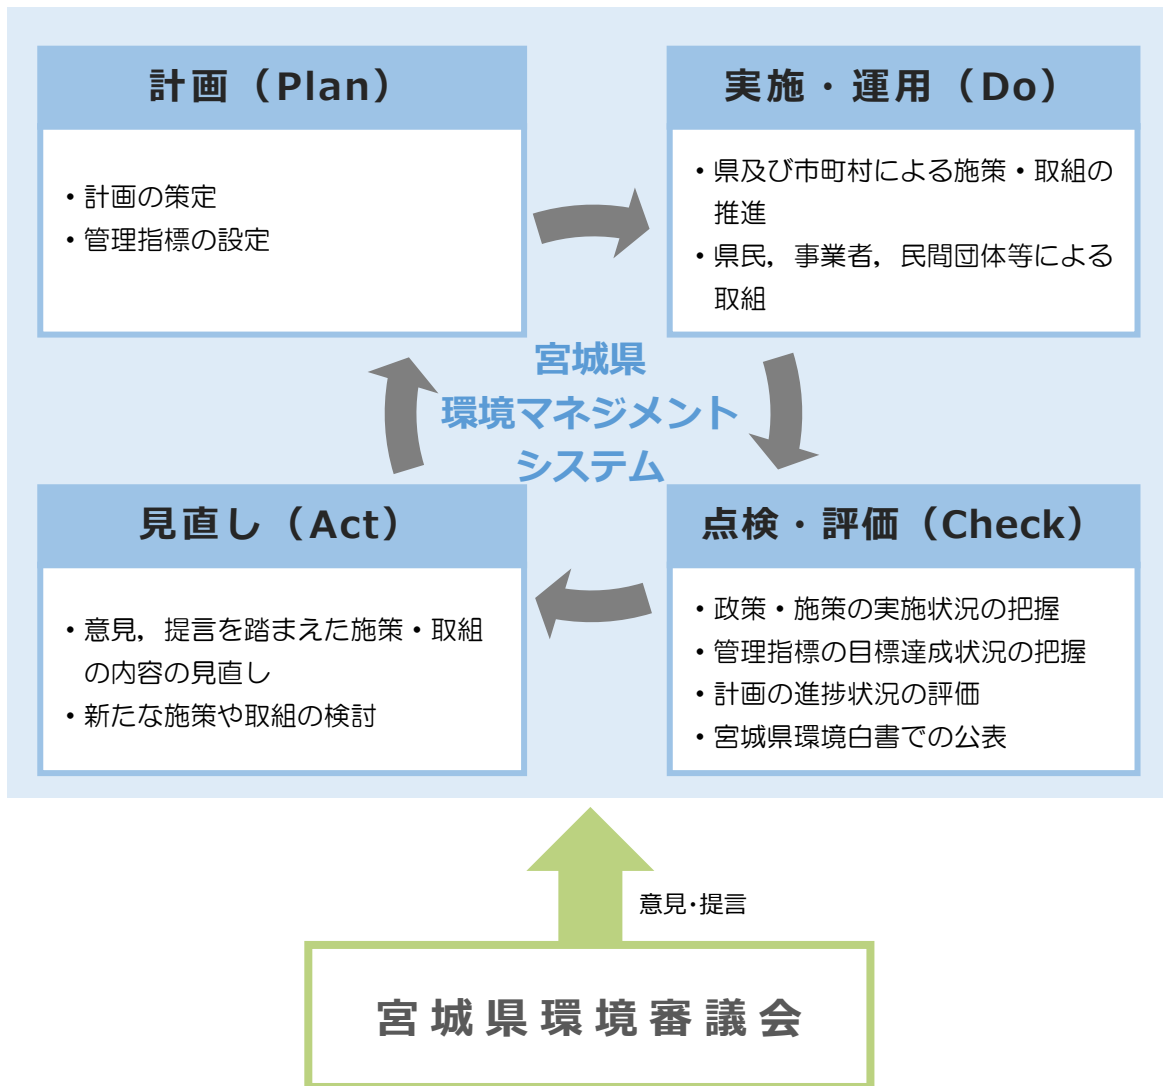 計画（Plan）
・計画の策定
・管理指標の設定
実施・運用（Do）
・県及び市町村による施策・取組の
推進
・県民，事業者，民間団体等による
取組
宮城県
環境マネジメント
システム
見直し（Act）
・意見，提言を踏まえた施策・取組
の内容の見直し
・新たな施策や取組の検討
点検・評価（Check）
・政策・施策の実施状況の把握
・管理指標の目標達成状況の把握
・計画の進捗状況の評価
・宮城県環境白書での公表
意見・提言
宮城県環境審議会